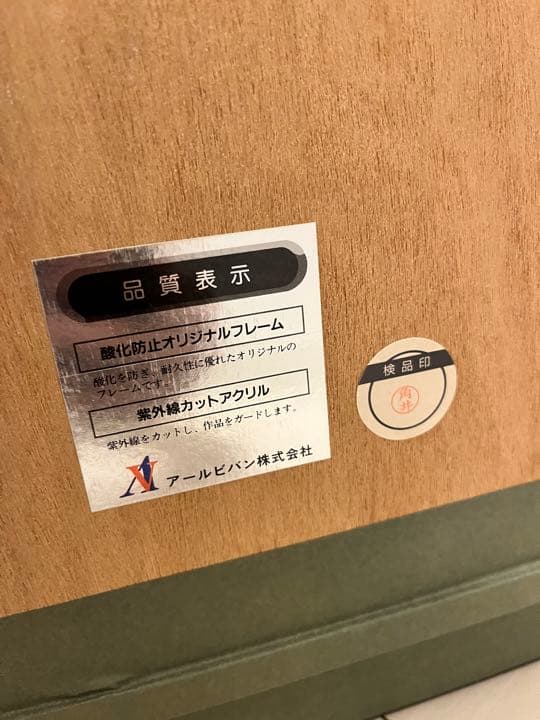 品質表示
酸化防止オリジナルフレーム
酸化を防ぎ、耐久性に優れたオリジナルの
フレームです。
紫外線カットアクリル
紫外線をカットし、作品をガードします。
アールビバン株式会社
検品印
角井